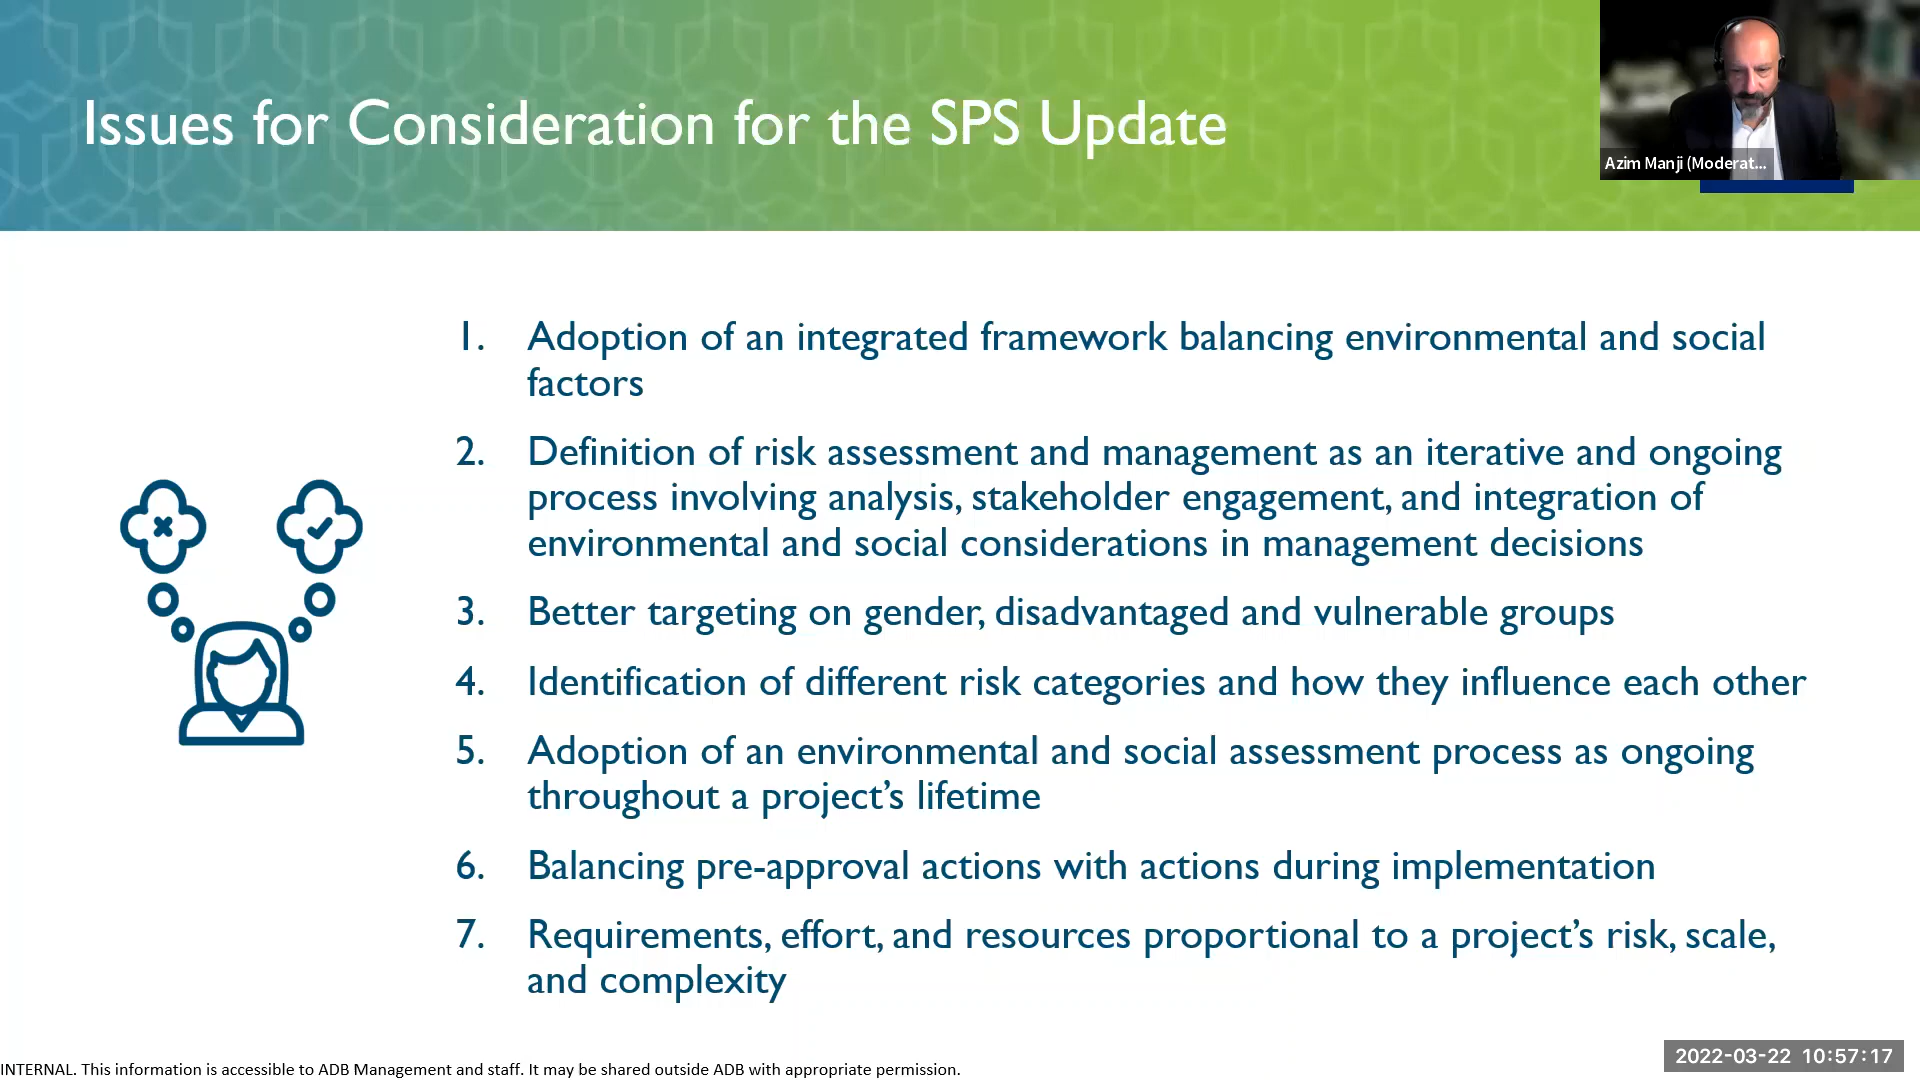 Issues for Consideration for the SPS Update
Azim Manji (Moderat...
1. Adoption of an integrated framework balancing environmental and social
factors
2. Definition of risk assessment and management as an iterative and ongoing
process involving analysis, stakeholder engagement, and integration of
environmental and social considerations in management decisions
3. Better targeting on gender, disadvantaged and vulnerable groups
4. Identification of different risk categories and how they influence each other
5. Adoption of an environmental and social assessment process as ongoing
throughout a project’s lifetime
6. Balancing pre-approval actions with actions during implementation
7. Requirements, effort, and resources proportional to a project’s risk, scale,
and complexity
INTERNAL. This information is accessible to ADB Management and staff. It may be shared outside ADB with appropriate permission.
2022-03-22 10:57:17